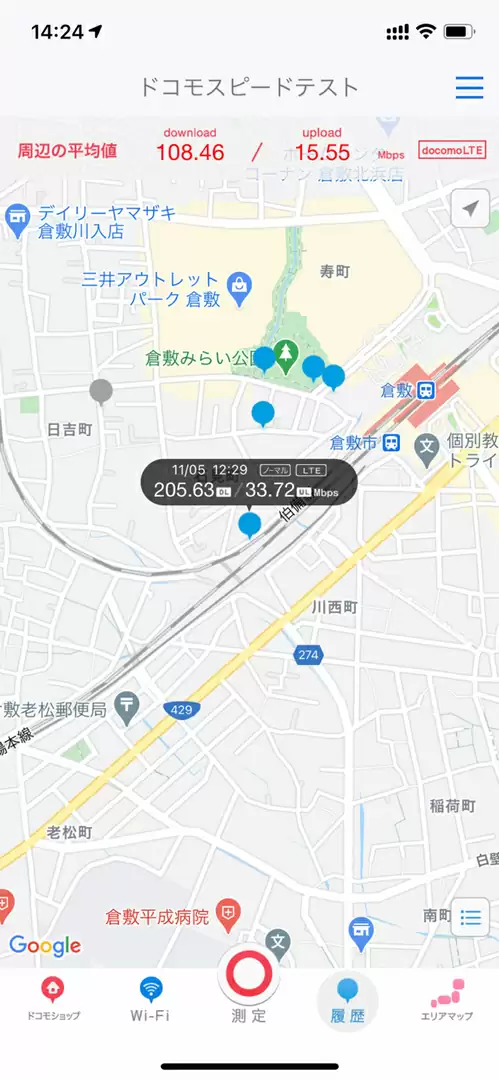 14:24
ドコモスピードテスト
周辺の平均値
download
108.46
/
upload
15.55
Mbps
docomoLTE
コーナン 倉敷北浜店
デイリーヤマザキ
倉敷川入店
三井アウトレット
パーク 倉敷
寿町
倉敷みらい公
倉敷
日吉町
倉敷市
個別教
トライ
11/05 12:29 ノーマル LTE
205.63 DL / 33.72 UL Mbps
伯備
川西町
274
敷老松郵便局
429
陽本線
稲荷町
老松町
白壁
倉敷平成病院
南町
Google
ドコモショップ
Wi-Fi
測定
履歴
エリアマップ